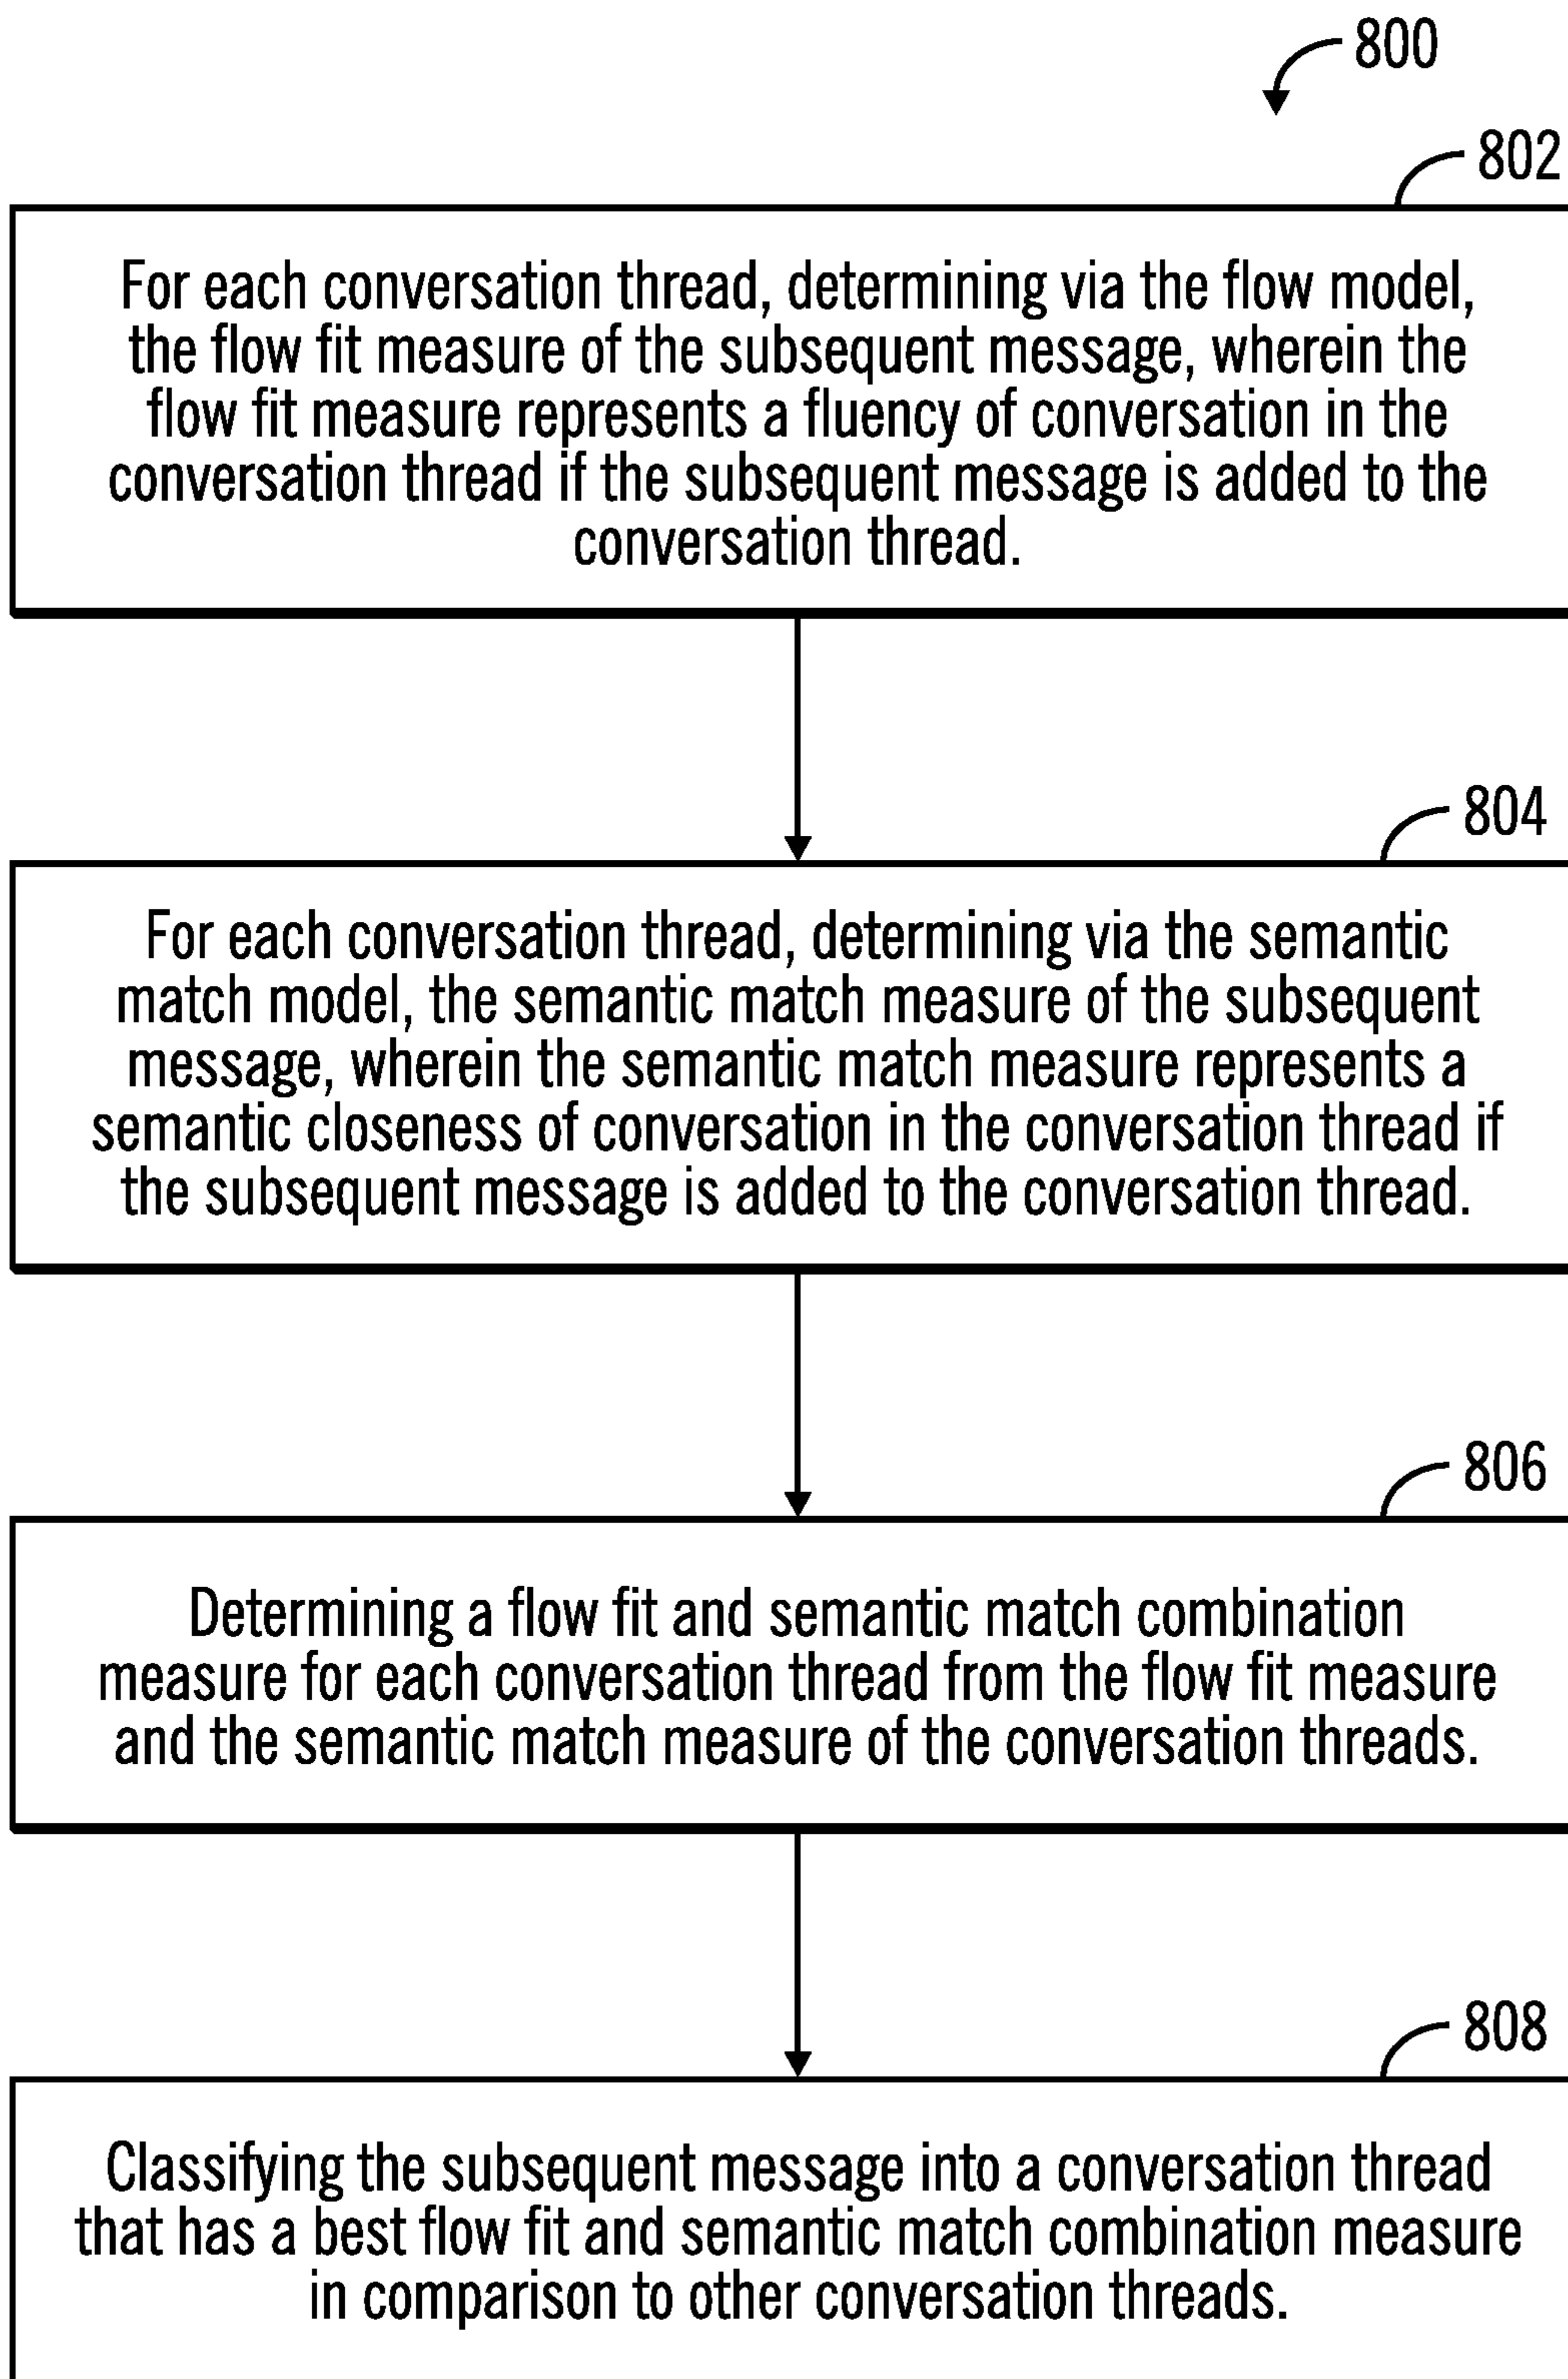 800
802
For each conversation thread, determining via the flow model,
the flow fit measure of the subsequent message, wherein the
flow fit measure represents a fluency of conversation in the
conversation thread if the subsequent message is added to the
conversation thread.
804
For each conversation thread, determining via the semantic
match model, the semantic match measure of the subsequent
message, wherein the semantic match measure represents a
semantic closeness of conversation in the conversation thread if
the subsequent message is added to the conversation thread.
806
Determining a flow fit and semantic match combination
measure for each conversation thread from the flow fit measure
and the semantic match measure of the conversation threads.
808
Classifying the subsequent message into a conversation thread
that has a best flow fit and semantic match combination measure
in comparison to other conversation threads.